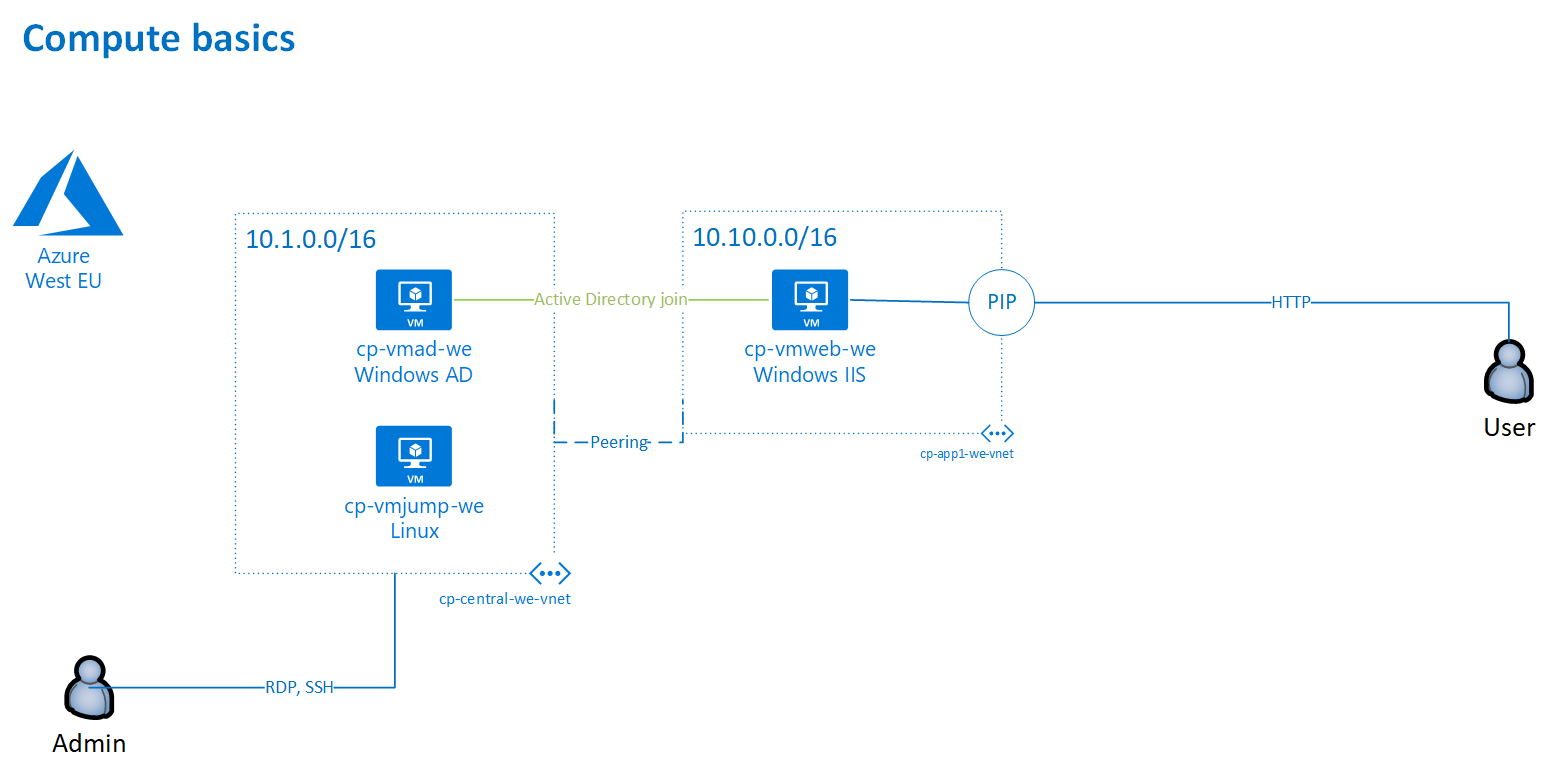 Compute basics
Azure
West EU
10.1.0.0/16
VM
cp-vmad-we
Windows AD
VM
cp-vmjump-we
Linux
cp-central-we-vnet
Active Directory join
Peering
10.10.0.0/16
VM
cp-vmweb-we
Windows IIS
PIP
cp-app1-we-vnet
HTTP
User
RDP, SSH
Admin